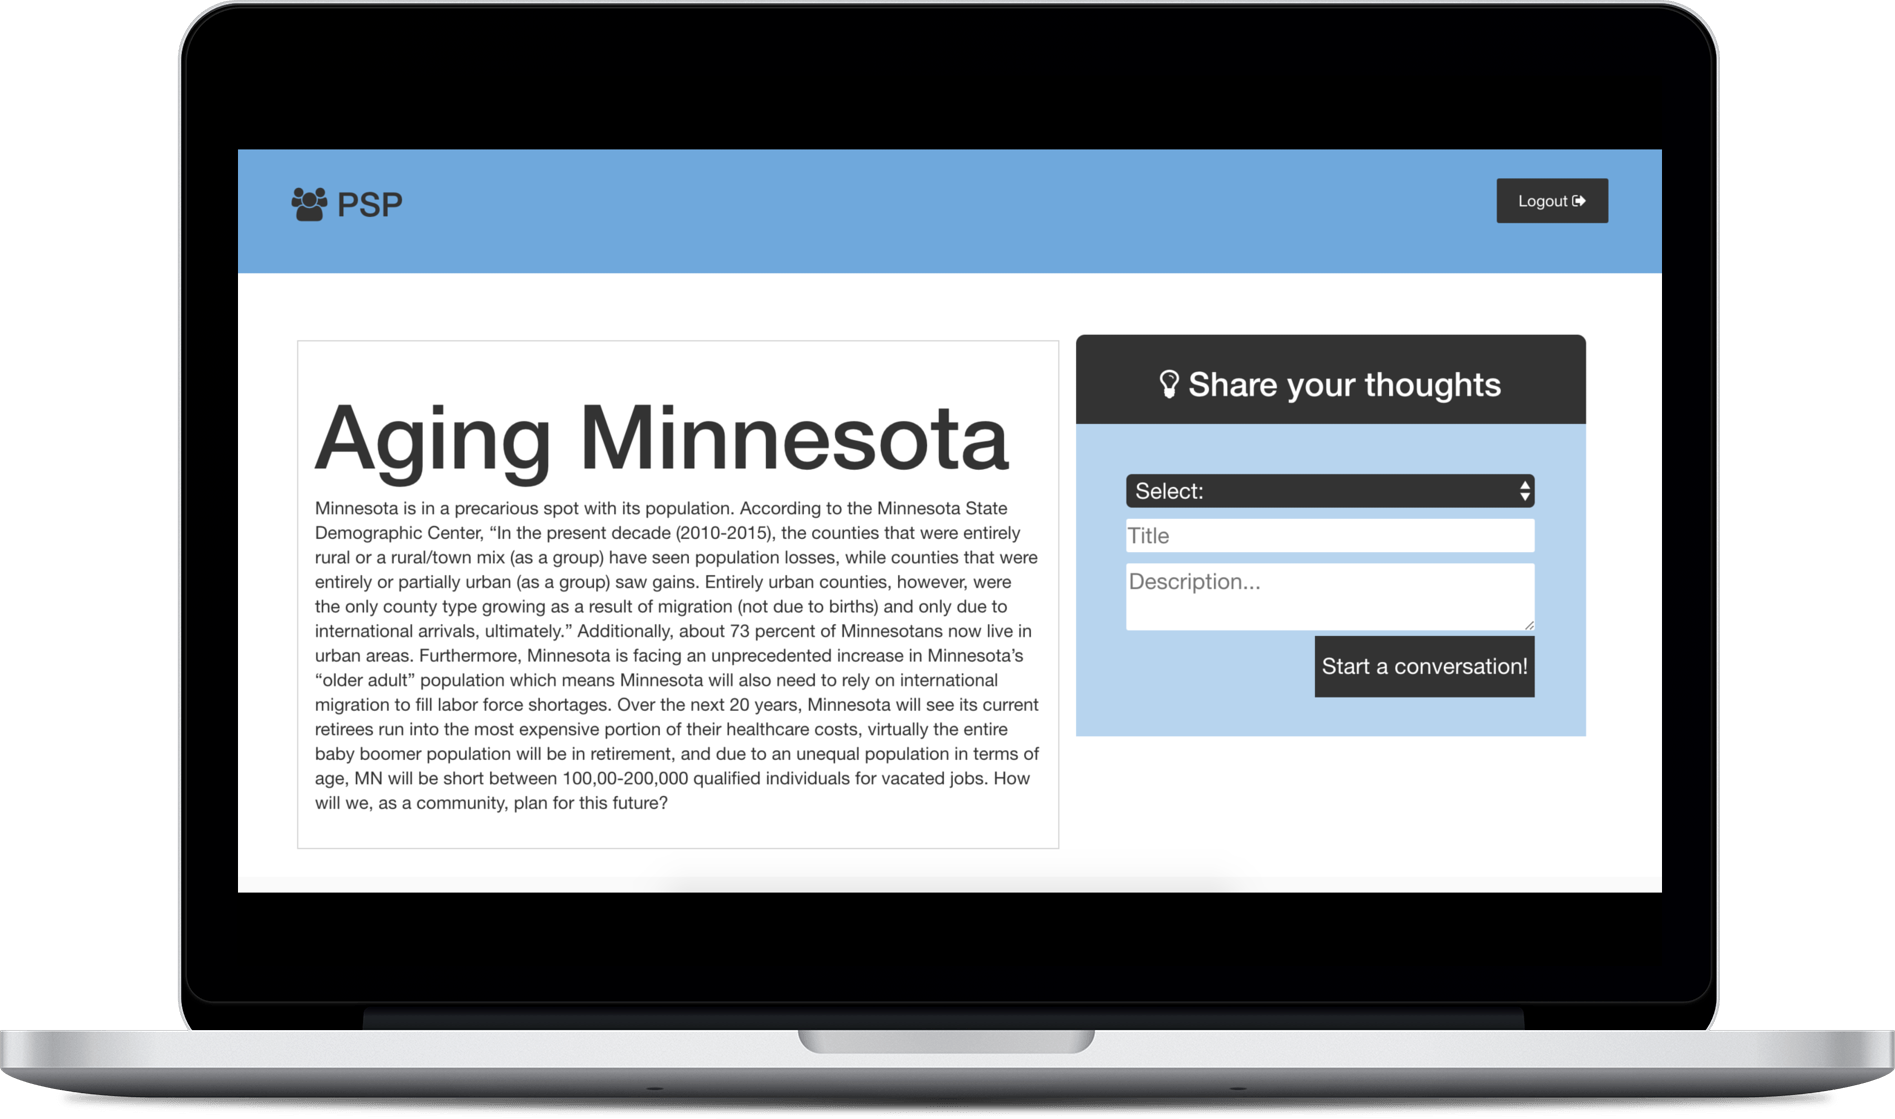 PSP
Logout
Aging Minnesota
Minnesota is in a precarious spot with its population. According to the Minnesota State
Demographic Center, “In the present decade (2010-2015), the counties that were entirely
rural or a rural/town mix (as a group) have seen population losses, while counties that were
entirely or partially urban (as a group) saw gains. Entirely urban counties, however, were
the only county type growing as a result of migration (not due to births) and only due to
international arrivals, ultimately.” Additionally, about 73 percent of Minnesotans now live in
urban areas. Furthermore, Minnesota is facing an unprecedented increase in Minnesota’s
“older adult” population which means Minnesota will also need to rely on international
migration to fill labor force shortages. Over the next 20 years, Minnesota will see its current
retirees run into the most expensive portion of their healthcare costs, virtually the entire
baby boomer population will be in retirement, and due to an unequal population in terms of
age, MN will be short between 100,00-200,000 qualified individuals for vacated jobs. How
will we, as a community, plan for this future?
Share your thoughts
Select:
Title
Description...
Start a conversation!